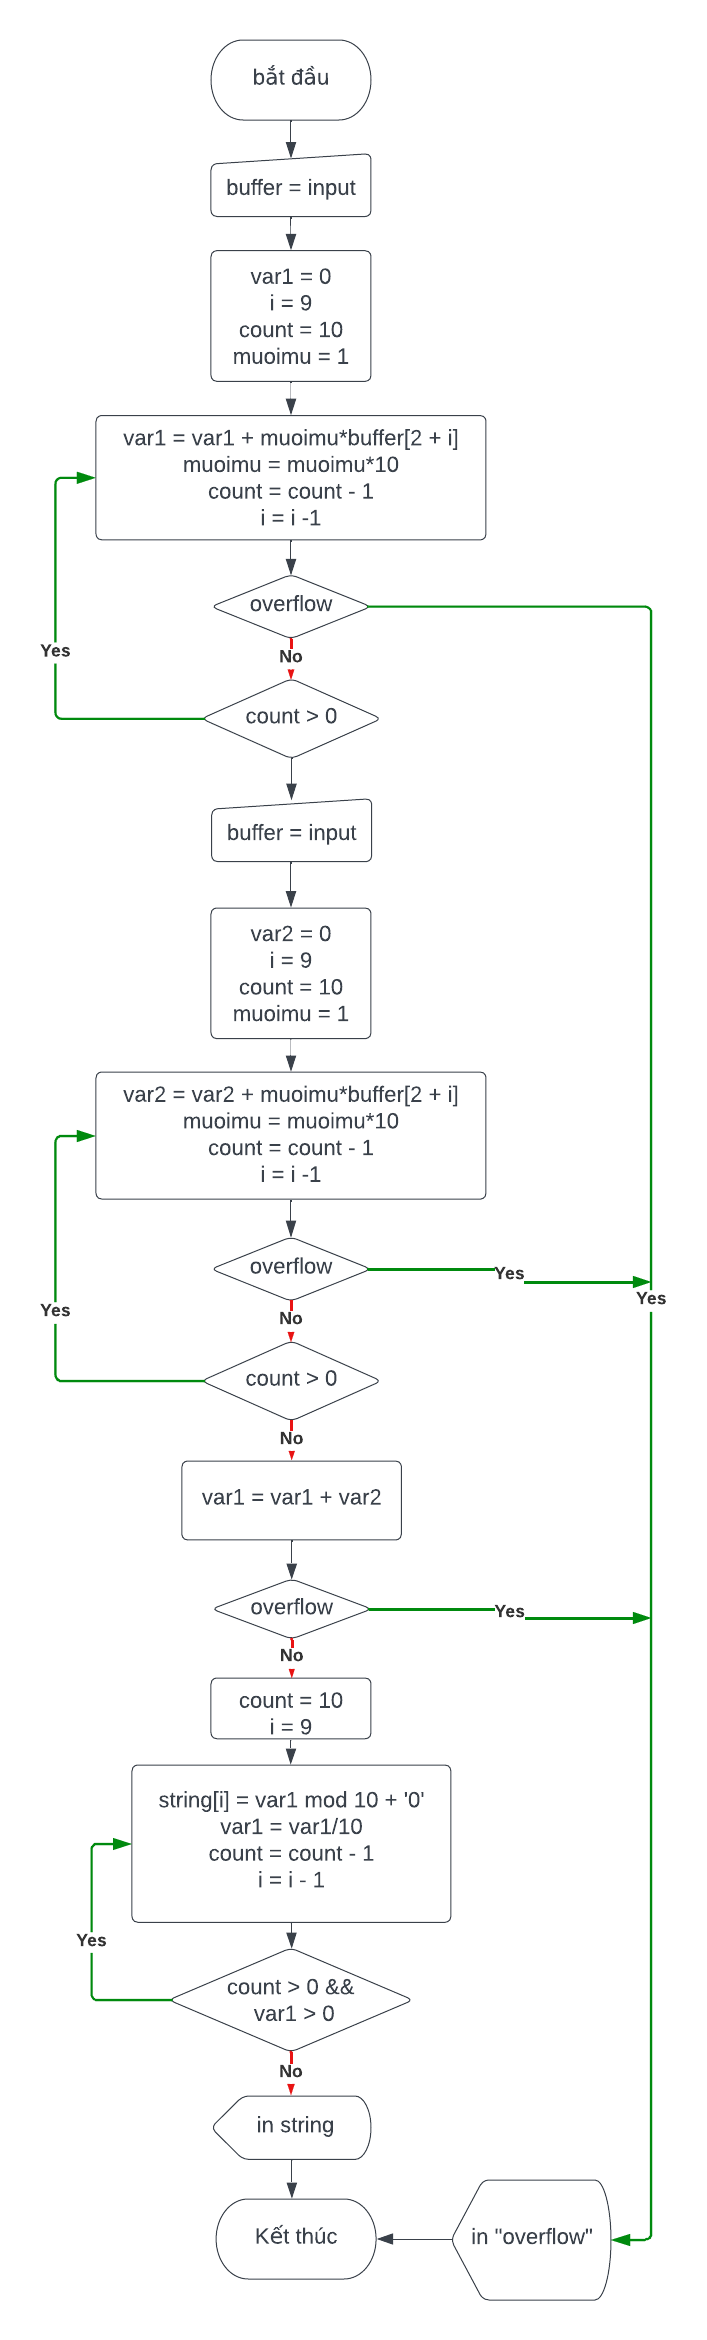 bắt đầu
buffer = input
var1 = 0
i = 9
count = 10
muoimu = 1
var1 = var1 + muoimu*buffer[2 + i]
muoimu = muoimu*10
count = count - 1
i = i -1
overflow
Yes
No
count > 0
buffer = input
var2 = 0
i = 9
count = 10
muoimu = 1
var2 = var2 + muoimu*buffer[2 + i]
muoimu = muoimu*10
count = count - 1
i = i -1
overflow
Yes
Yes
Yes
No
count > 0
No
var1 = var1 + var2
overflow
Yes
No
count = 10
i = 9
string[i] = var1 mod 10 + '0'
var1 = var1/10
count = count - 1
i = i - 1
Yes
count > 0 &&
var1 > 0
No
in string
Kết thúc
in "overflow"